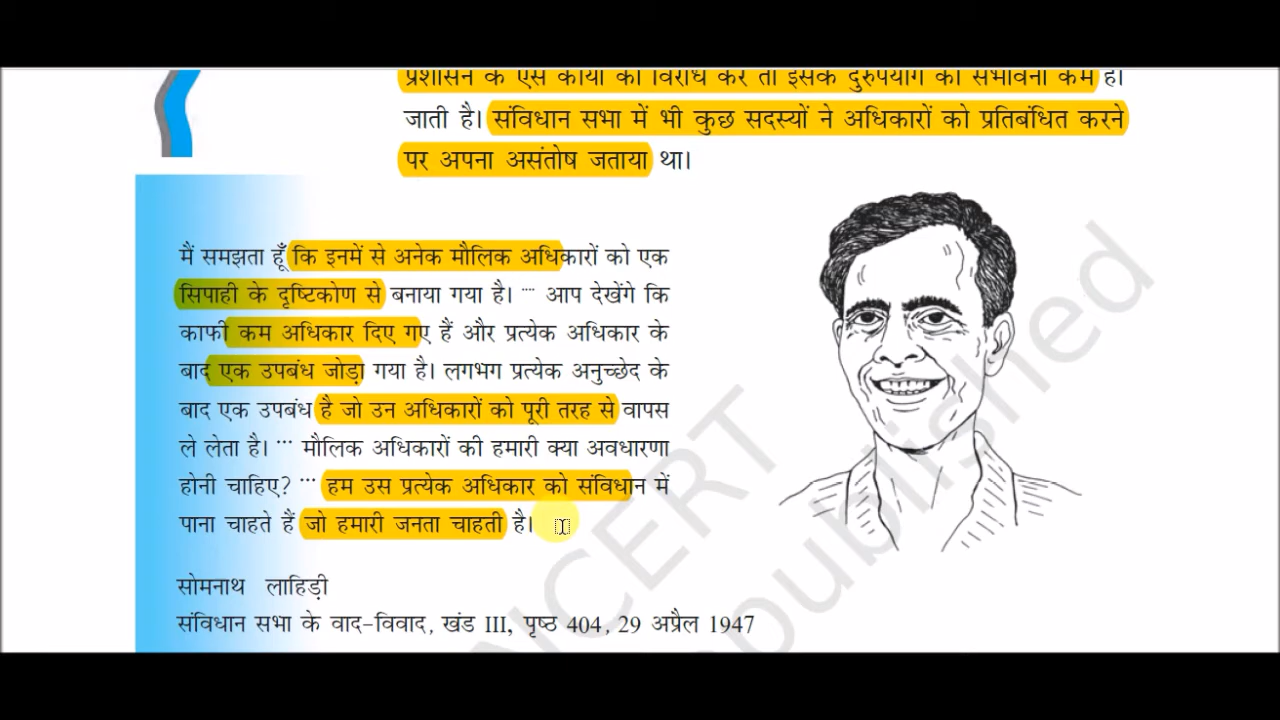 प्रशासन के ऐसे कार्यों का विरोध करे तो इसके दुरुपयोग की संभावना कम हो
जाती है। संविधान सभा में भी कुछ सदस्यों ने अधिकारों को प्रतिबंधित करने
पर अपना असंतोष जताया था।
मैं समझता हूँ कि इनमें से अनेक मौलिक अधिकारों को एक
सिपाही के दृष्टिकोण से बनाया गया है। .... आप देखेंगे कि
काफी कम अधिकार दिए गए हैं और प्रत्येक अधिकार के
बाद एक उपबंध जोड़ा गया है। लगभग प्रत्येक अनुच्छेद के
बाद एक उपबंध है जो उन अधिकारों को पूरी तरह से वापस
ले लेता है। ... मौलिक अधिकारों की हमारी क्या अवधारणा
होनी चाहिए? ... हम उस प्रत्येक अधिकार को संविधान में
पाना चाहते हैं जो हमारी जनता चाहती है।
सोमनाथ लाहिड़ी
संविधान सभा के वाद-विवाद, खंड III, पृष्ठ 404, 29 अप्रैल 1947
NCERT
published